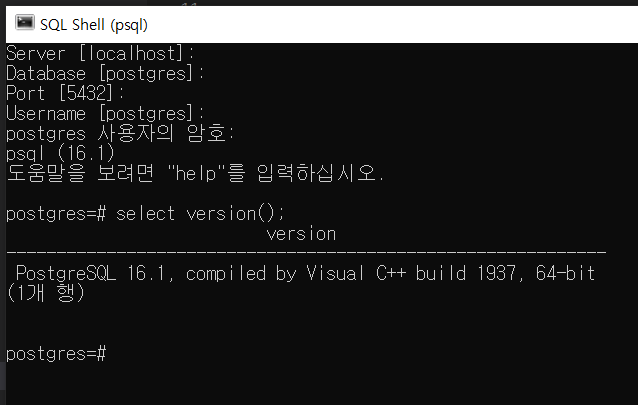 SQL Shell (psql)
Server [localhost]:
Database [postgres]:
Port [5432]:
Username [postgres]:
postgres 사용자의 암호:
psql (16.1)
도움말을 보려면 "help"를 입력하십시오.
postgres=# select version();
version
------------------------------------------------------------
PostgreSQL 16.1, compiled by Visual C++ build 1937, 64-bit
(1개 행)
postgres=#